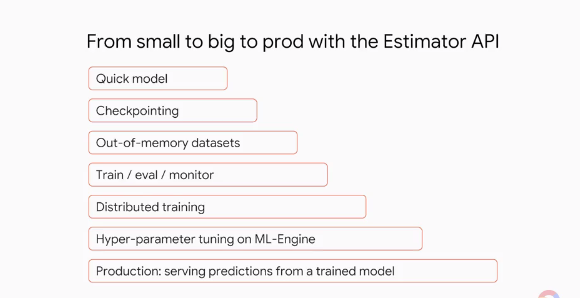 From small to big to prod with the Estimator API
Quick model
Checkpointing
Out-of-memory datasets
Train / eval / monitor
Distributed training
Hyper-parameter tuning on ML-Engine
Production: serving predictions from a trained model